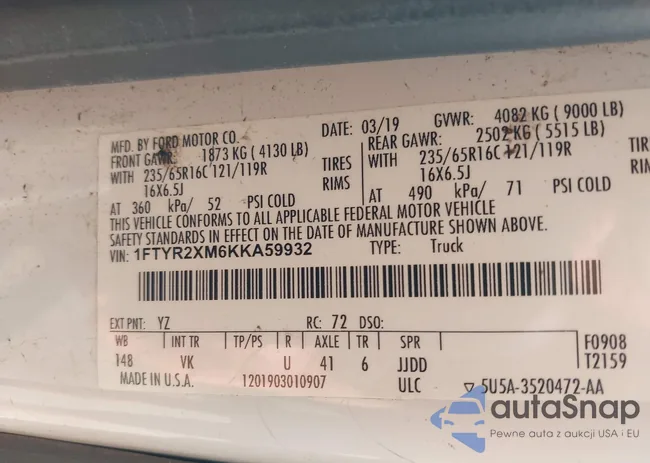 MFD. BY FORD MOTOR CO. DATE: 03/19 GVWR: 4082 KG ( 9000 LB)
FRONT GAWR: 1873 KG ( 4130 LB) REAR GAWR: 2502 KG ( 5515 LB)
WITH 235/65R16C 121/119R TIRES WITH 235/65R16C 121/119R TIRES
16X6.5J RIMS 16X6.5J RIMS
AT 360 kPa/ 52 PSI COLD AT 490 kPa/ 71 PSI COLD
THIS VEHICLE CONFORMS TO ALL APPLICABLE FEDERAL MOTOR VEHICLE
SAFETY STANDARDS IN EFFECT ON THE DATE OF MANUFACTURE SHOWN ABOVE.
VIN: 1FTYR2XM6KKA59932 TYPE: Truck
EXT PNT: YZ RC: 72 DSO:
WB INT TR TP/PS R AXLE TR SPR F0908
148 VK U 41 6 JJDD T2159
MADE IN U.S.A. 1201903010907 ULC ▽ 5U5A-3520472-AA
autaSnap
Pewne auta z aukcji USA i EU